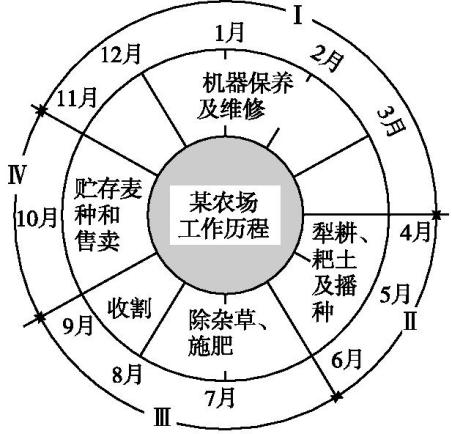 Ⅰ
1月
2月
3月
4月
5月
Ⅱ
6月
7月
Ⅲ
8月
9月
10月
Ⅳ
11月
12月
机器保养
及维修
犁耕、
耙土
及播
种
除杂草、
施肥
收割
贮存麦
种和
售卖
某农场
工作历程